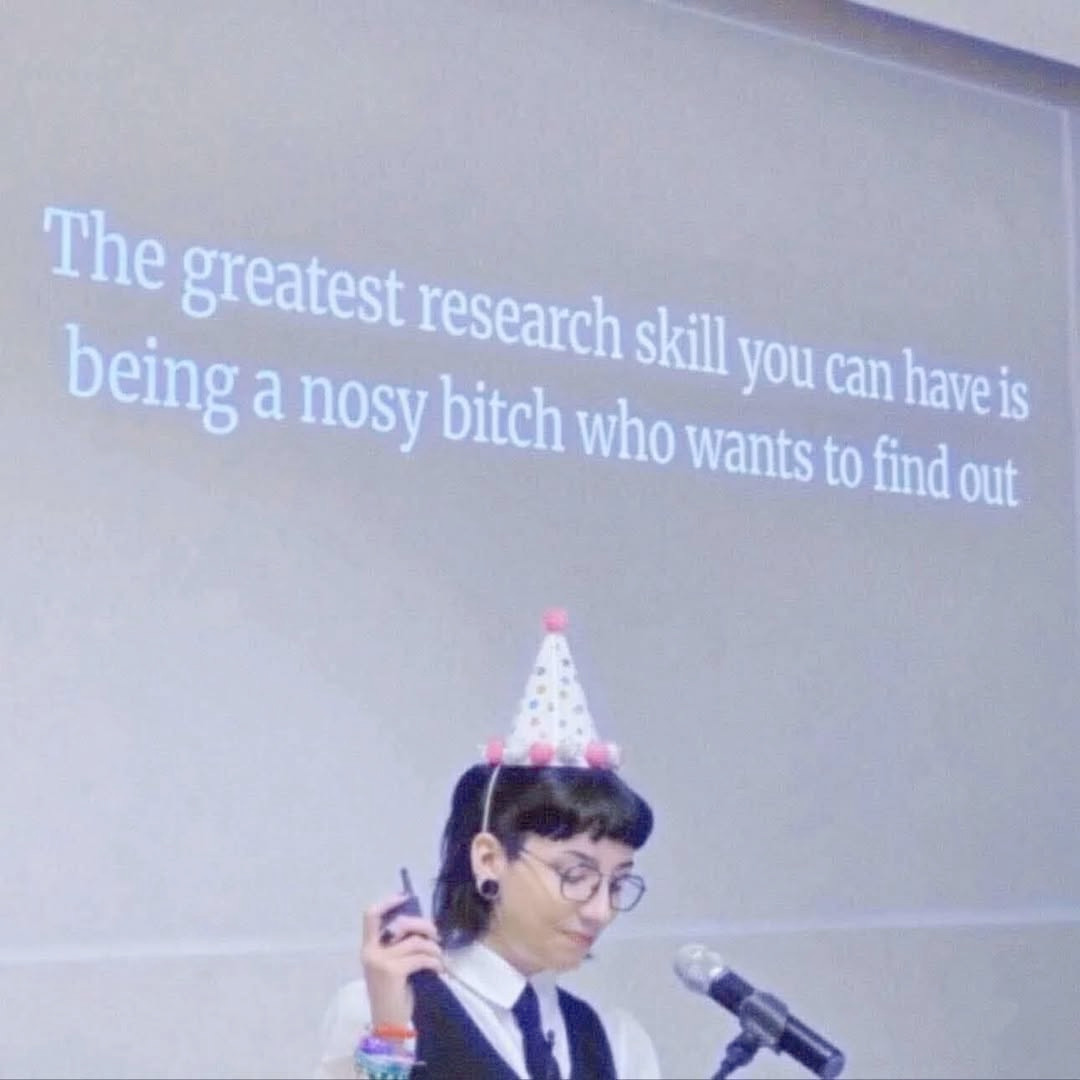 The greatest research skill you can have is
being a nosy bitch who wants to find out